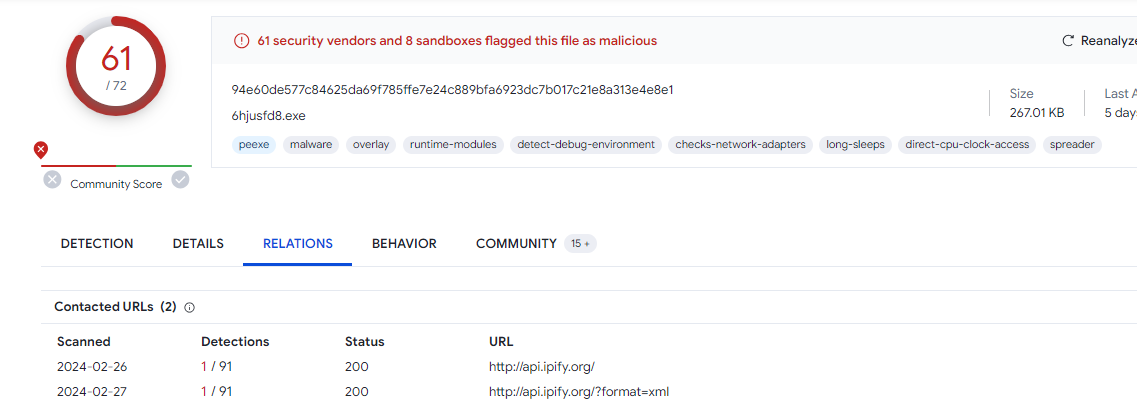 61
/ 72
Community Score
61 security vendors and 8 sandboxes flagged this file as malicious
Reanalyze
94e60de577c84625da69f785ffe7e24c889bfa6923dc7b017c21e8a313e4e8e1
6hjusfd8.exe
peexe malware overlay runtime-modules detect-debug-environment checks-network-adapters long-sleeps direct-cpu-clock-access spreader
Size
267.01 KB
Last A
5 days
DETECTION DETAILS RELATIONS BEHAVIOR COMMUNITY 15 +
Contacted URLs (2)
Scanned Detections Status URL
2024-02-26 1 / 91 200 http://api.ipify.org/
2024-02-27 1 / 91 200 http://api.ipify.org/?format=xml